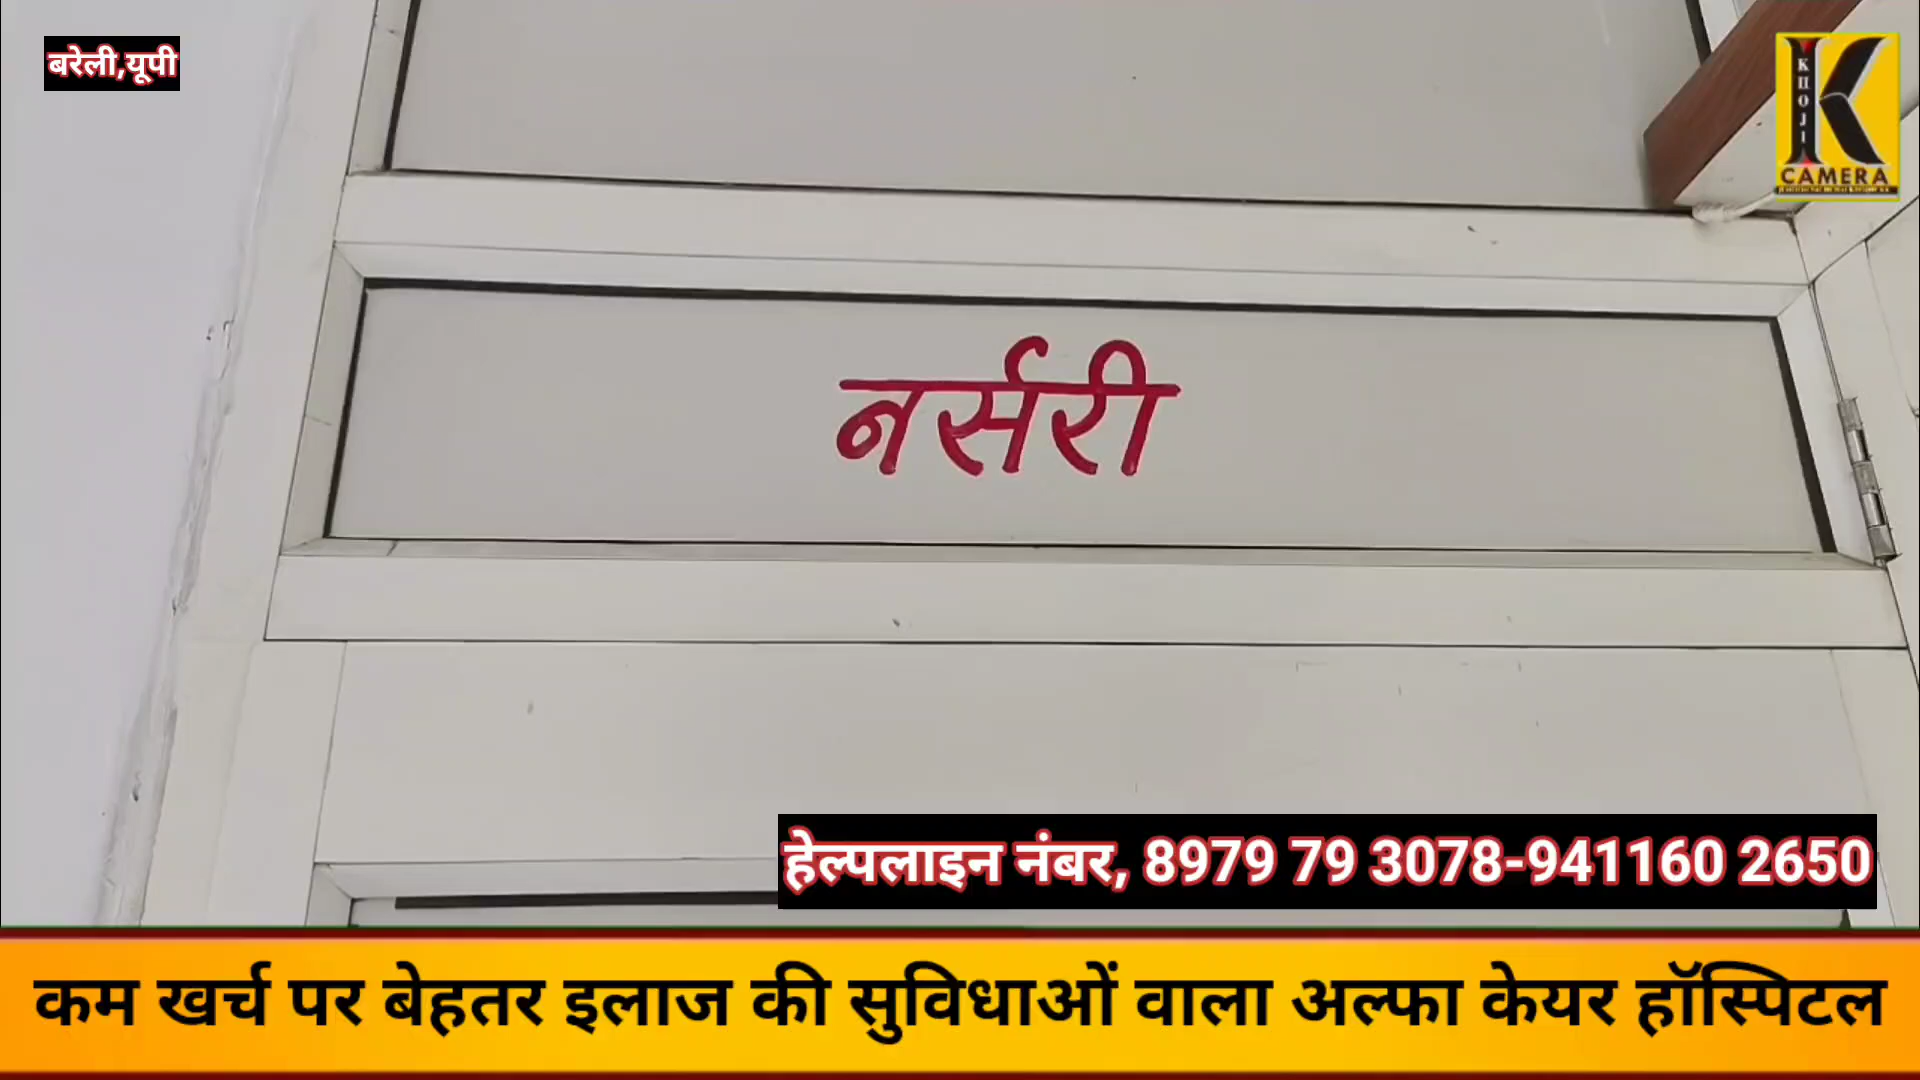 बरेली,यूपी
KHOJI
CAMERA
नर्सरी
हेल्पलाइन नंबर, 8979 79 3078-941160 2650
कम खर्च पर बेहतर इलाज की सुविधाओं वाला अल्फा केयर हॉस्पिटल